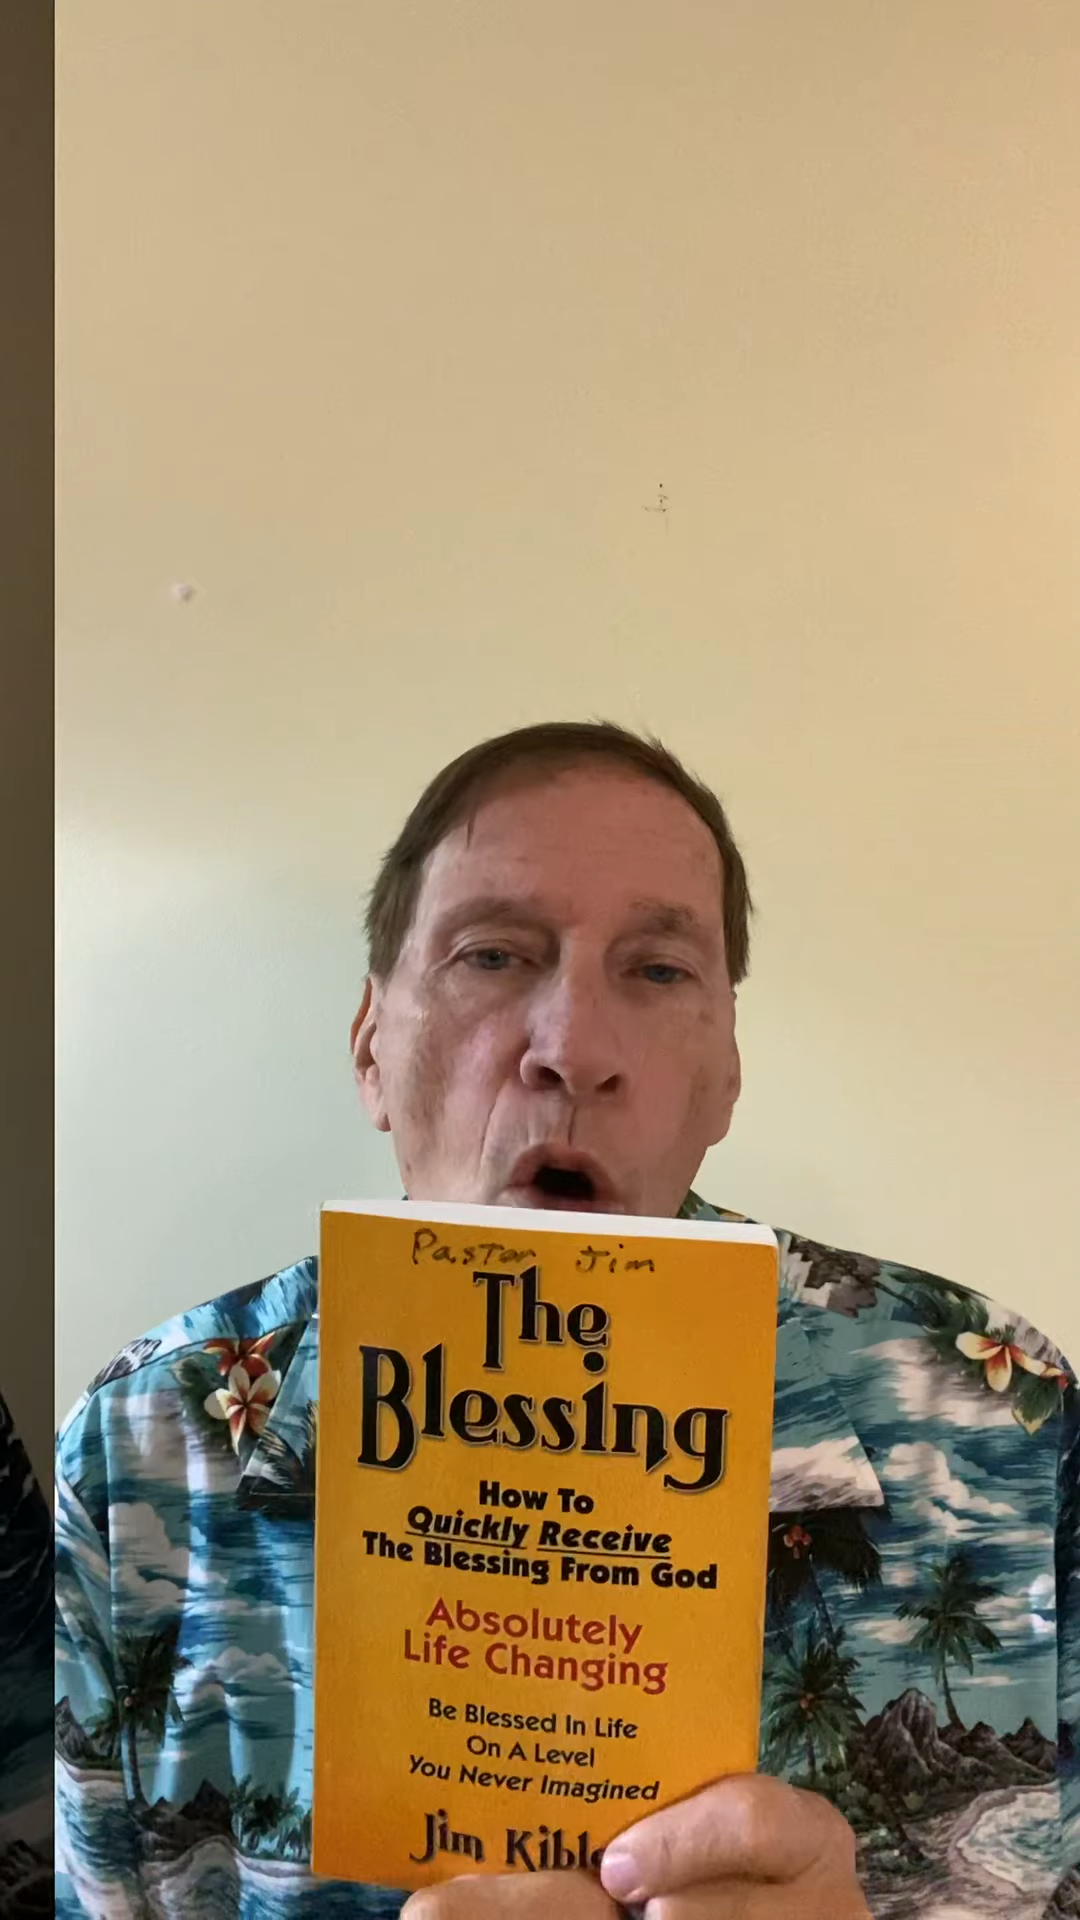 Pastor Jim
The
Blessing
How To
Quickly Receive
The Blessing From God
Absolutely
Life Changing
Be Blessed In Life
On A Level
You Never Imagined
Jim